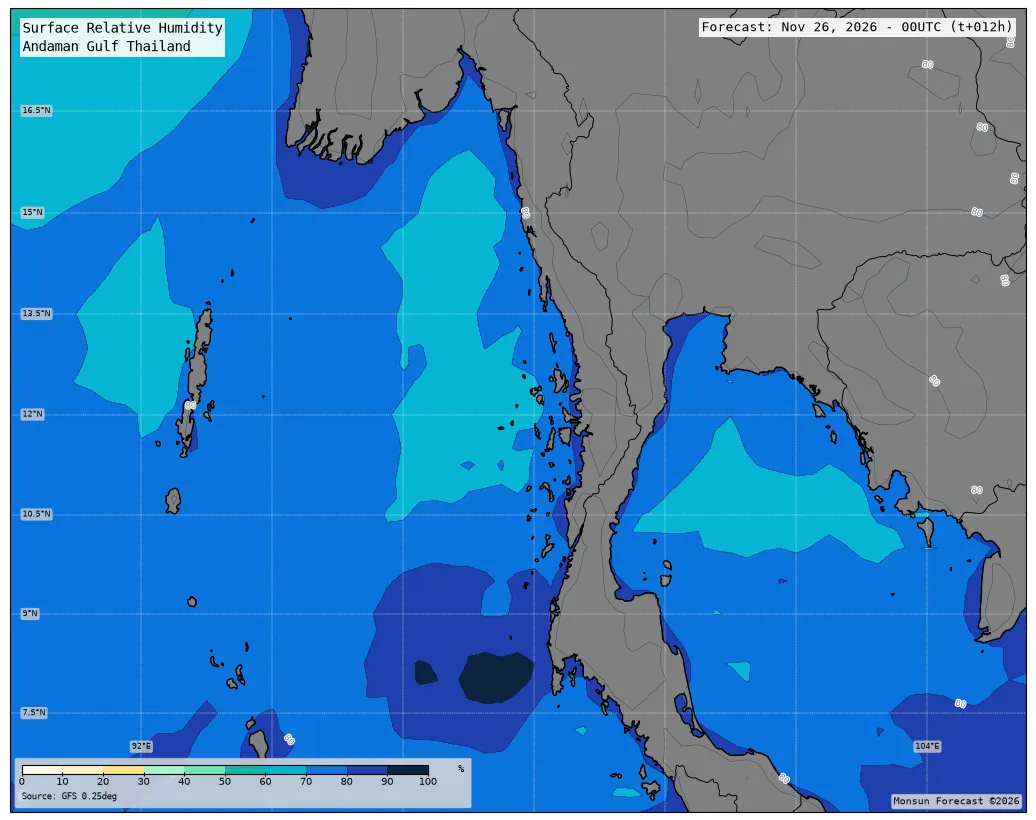 Surface Relative Humidity
Andaman Gulf Thailand
Forecast: Nov 26, 2026 - 00UTC (t+012h)
80
80
16.5°N
80
80
15°N
80
80
80
13.5°N
80
12°N
80
10.5°N
80
9°N
80
7.5°N
92°E
80
104°E
80
%
10 20 30 40 50 60 70 80 90 100
Source: GFS 0.25deg
Monsun Forecast ©2026